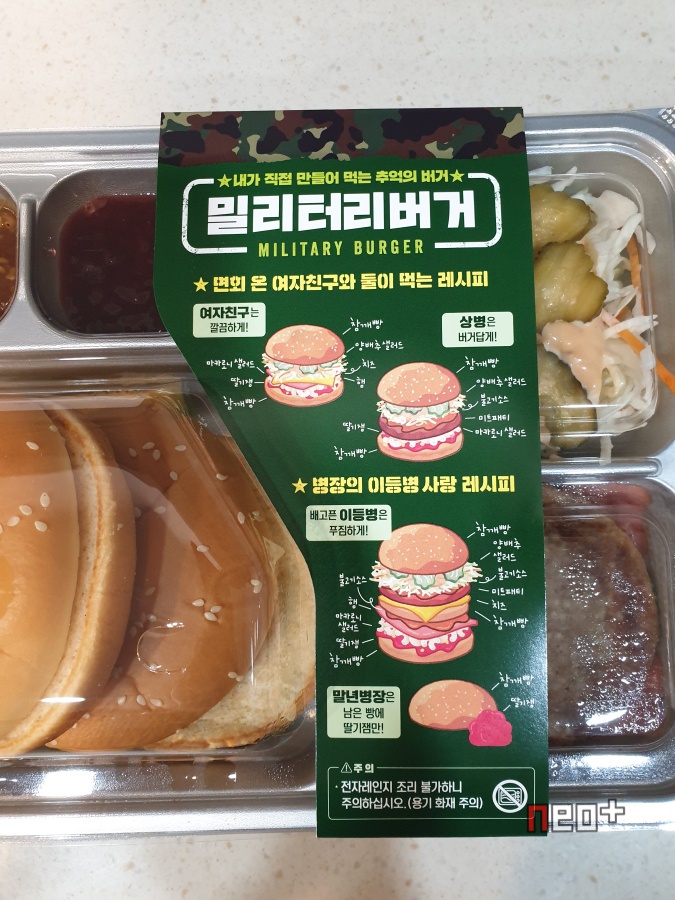 ★내가 직접 만들어 먹는 추억의 버거★
밀리터리버거
MILITARY BURGER
★ 면회 온 여자친구와 둘이 먹는 레시피
여자친구는
깔끔하게!
참깨빵
양배추 샐러드
치즈
햄
마카로니 샐러드
딸기잼
참깨빵
상병은
버거답게!
참깨빵
양배추 샐러드
불고기소스
미트패티
마카로니 샐러드
딸기잼
참깨빵
★ 병장의 이등병 사랑 레시피
배고픈 이등병은
푸짐하게!
참깨빵
양배추
샐러드
불고기소스
미트패티
치즈
참깨빵
불고기소스
햄
마카로니
샐러드
딸기잼
참깨빵
말년병장은
남은 빵에
딸기잼만!
참깨빵
딸기잼
주의
· 전자레인지 조리 불가하니
주의하십시오. (용기 화재 주의)
neo+